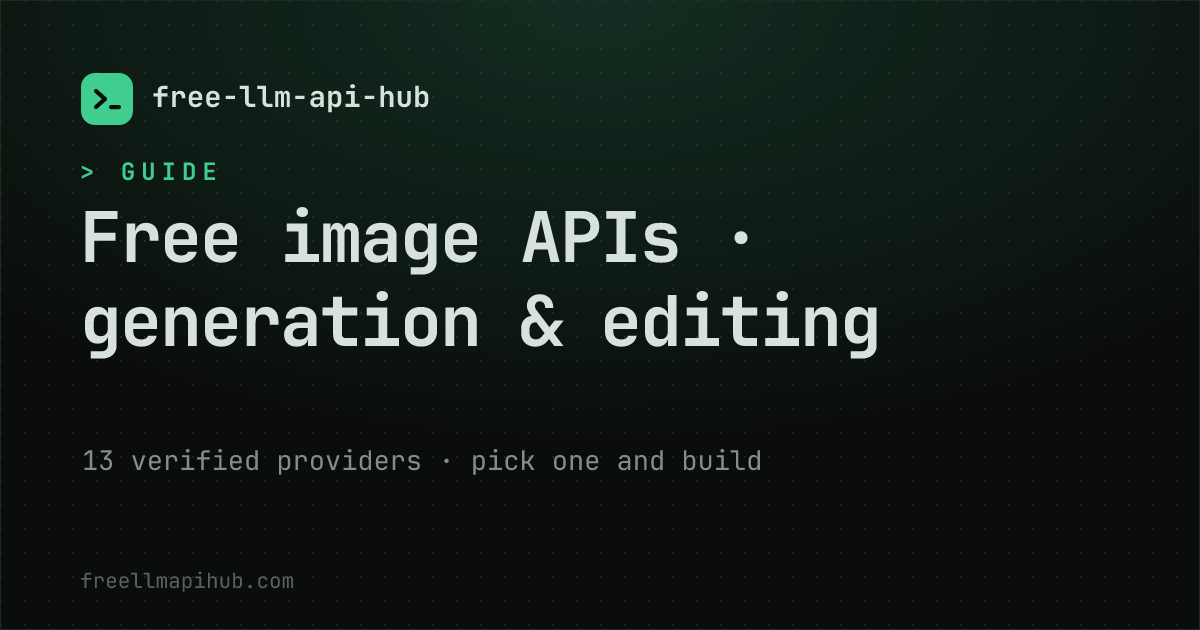 free-llm-api-hub
> GUIDE
Free image APIs ·
generation & editing
13 verified providers · pick one and build
freellmapihub.com